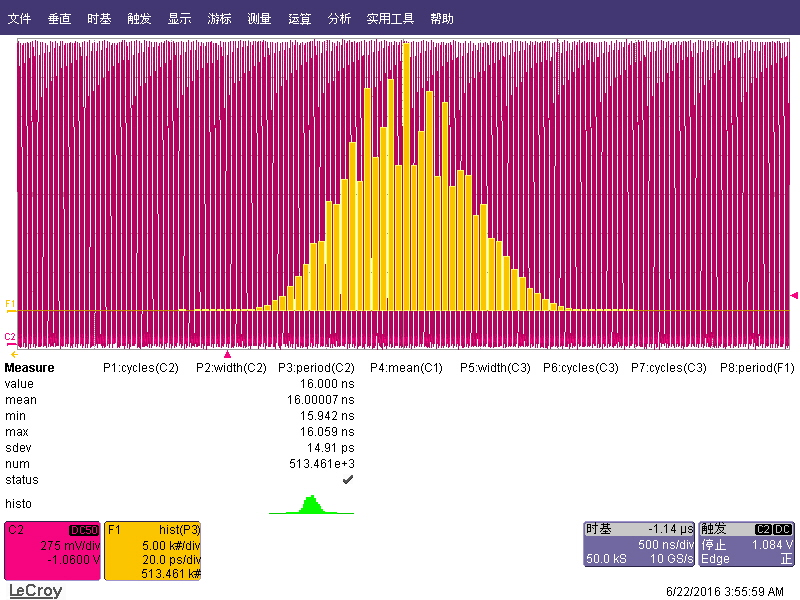 文件 垂直 时基 触发 显示 游标 测量 运算 分析 实用工具 帮助
F1
C2
Measure P1:cycles(C2) P2:width(C2) P3:period(C2) P4:mean(C1) P5:width(C3) P6:cycles(C3) P7:cycles(C3) P8:period(F1)
value 16.000 ns
mean 16.00007 ns
min 15.942 ns
max 16.059 ns
sdev 14.91 ps
num 513.461e+3
status
histo
C2 DC50
275 mV/div
-1.0600 V
F1 hist(P3)
5.00 k#/div
20.0 ps/div
513.461 k#
时基 -1.14 µs
500 ns/div
50.0 kS 10 GS/s
触发 C2 DC
停止 1.084 V
Edge 正
LeCroy
6/22/2016 3:55:59 AM